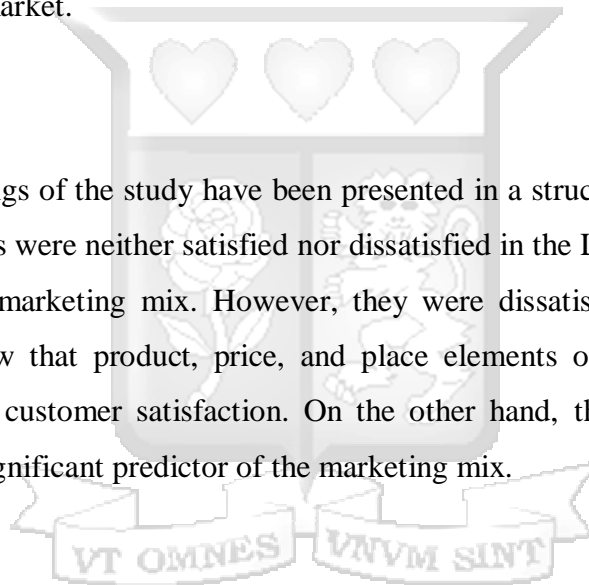 arket.
ngs of the study have been presented in a struc
s were neither satisfied nor dissatisfied in the
marketing mix. However, they were dissatis
w that product, price, and place elements o
customer satisfaction. On the other hand, th
gnificant predictor of the marketing mix.
VT OMNES VNVM SINT